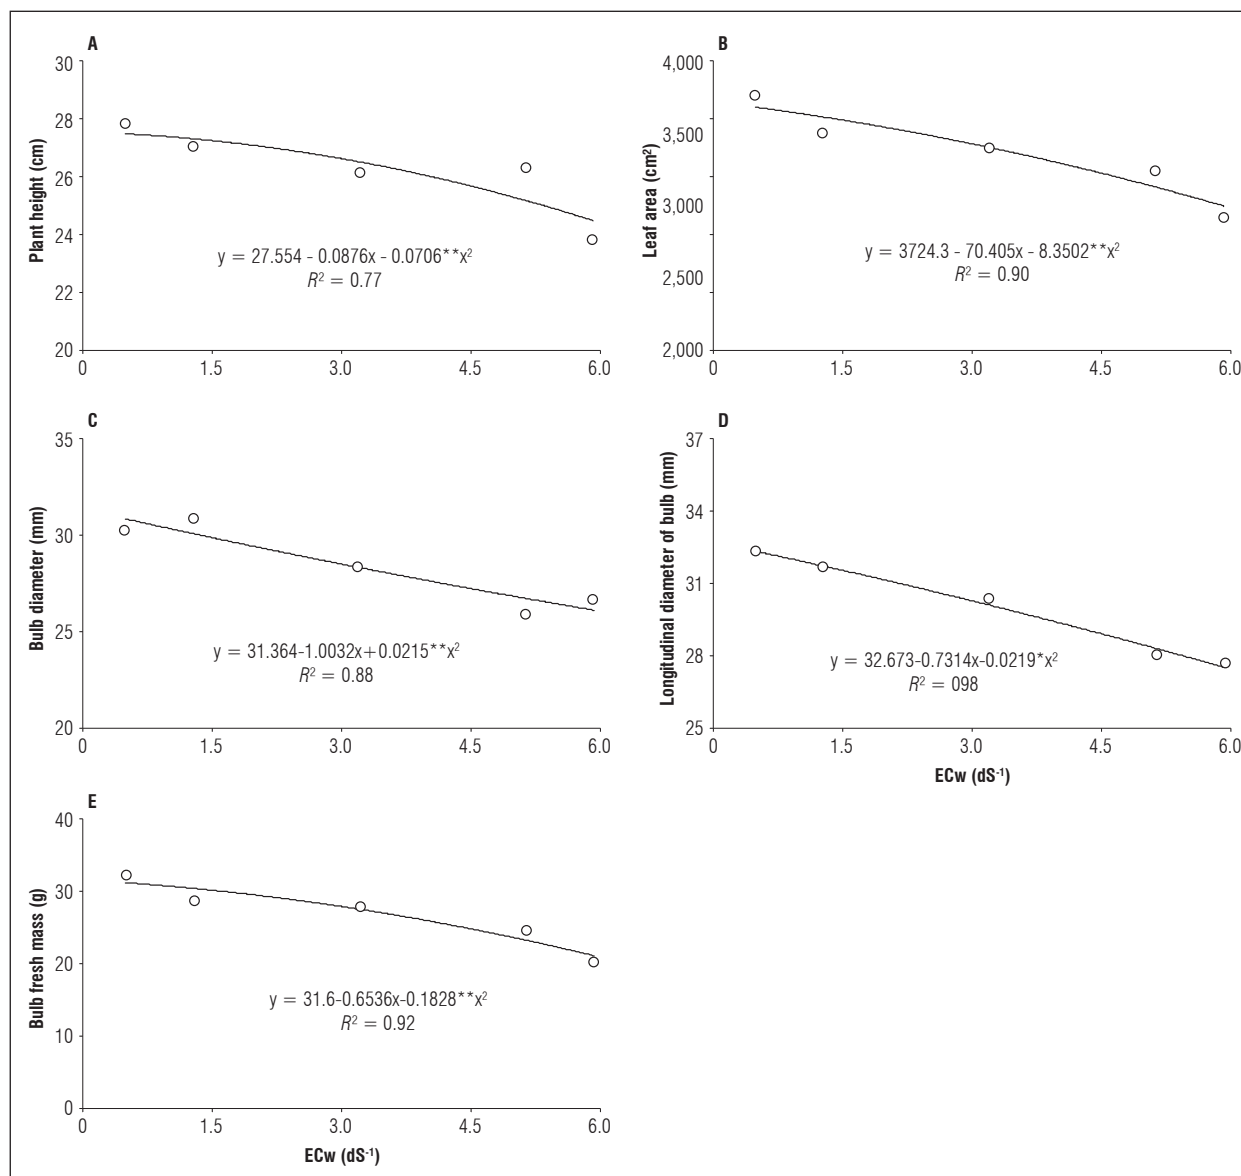 A
Plant height (cm)
30
28
26
24
22
20
y = 27.554 - 0.0876x - 0.0706**x²
R² = 0.77
0 1.5 3.0 4.5 6.0
B
Leaf area (cm²)
4,000
3,500
3,000
2,500
2,000
y = 3724.3 - 70.405x - 8.3502**x²
R² = 0.90
0 1.5 3.0 4.5 6.0
C
Bulb diameter (mm)
35
30
25
20
y = 31.364-1.0032x+0.0215**x²
R² = 0.88
0 1.5 3.0 4.5 6.0
D
Longitudinal diameter of bulb (mm)
37
34
31
28
25
y = 32.673-0.7314x-0.0219*x²
R² = 098
0 1.5 3.0 4.5 6.0
ECw (dS⁻¹)
E
Bulb fresh mass (g)
40
30
20
10
0
y = 31.6-0.6536x-0.1828**x²
R² = 0.92
0 1.5 3.0 4.5 6.0
ECw (dS⁻¹)